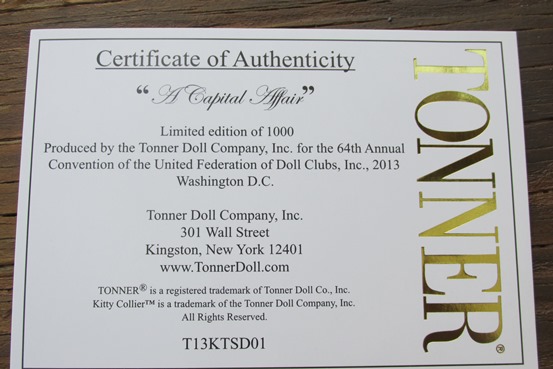 Certificate of Authenticity
“A Capital Affair”
Limited edition of 1000
Produced by the Tonner Doll Company, Inc. for the 64th Annual
Convention of the United Federation of Doll Clubs, Inc., 2013
Washington D.C.
Tonner Doll Company, Inc.
301 Wall Street
Kingston, New York 12401
www.TonnerDoll.com
TONNER® is a registered trademark of Tonner Doll Co., Inc.
Kitty Collier™ is a trademark of the Tonner Doll Company, Inc.
All Rights Reserved.
T13KTSD01
TONNER®